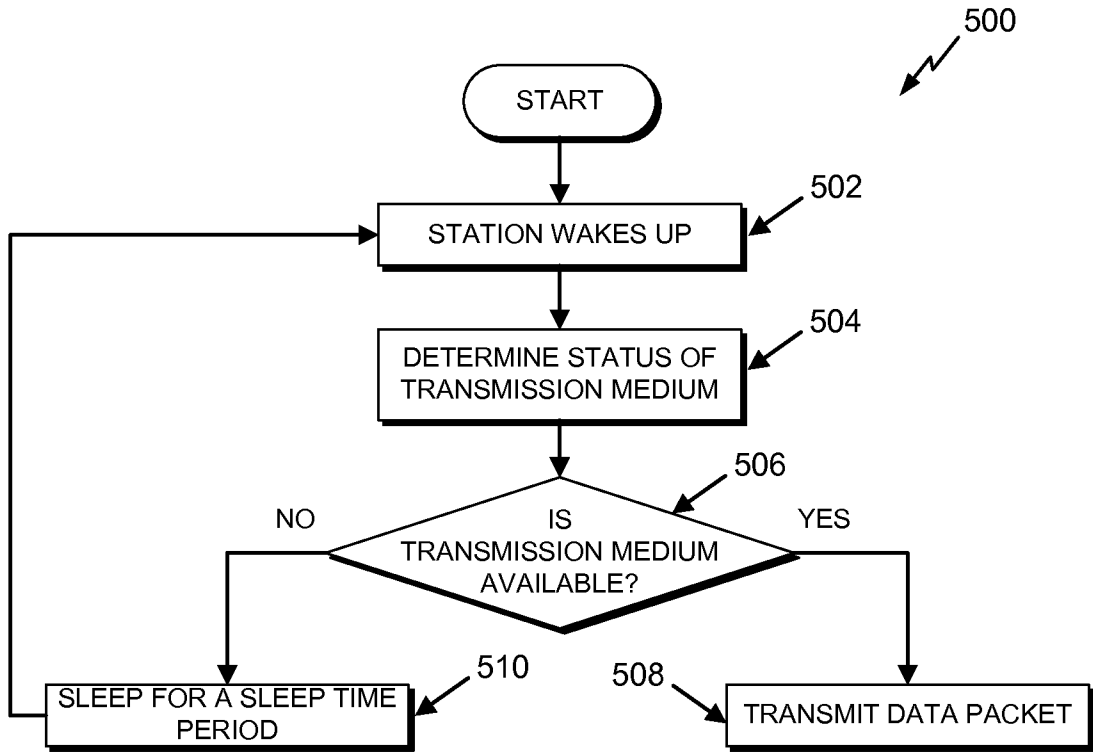 500
START
502
STATION WAKES UP
504
DETERMINE STATUS OF
TRANSMISSION MEDIUM
506
NO
IS
YES
TRANSMISSION MEDIUM
AVAILABLE?
510
508
SLEEP FOR A SLEEP TIME
PERIOD
TRANSMIT DATA PACKET